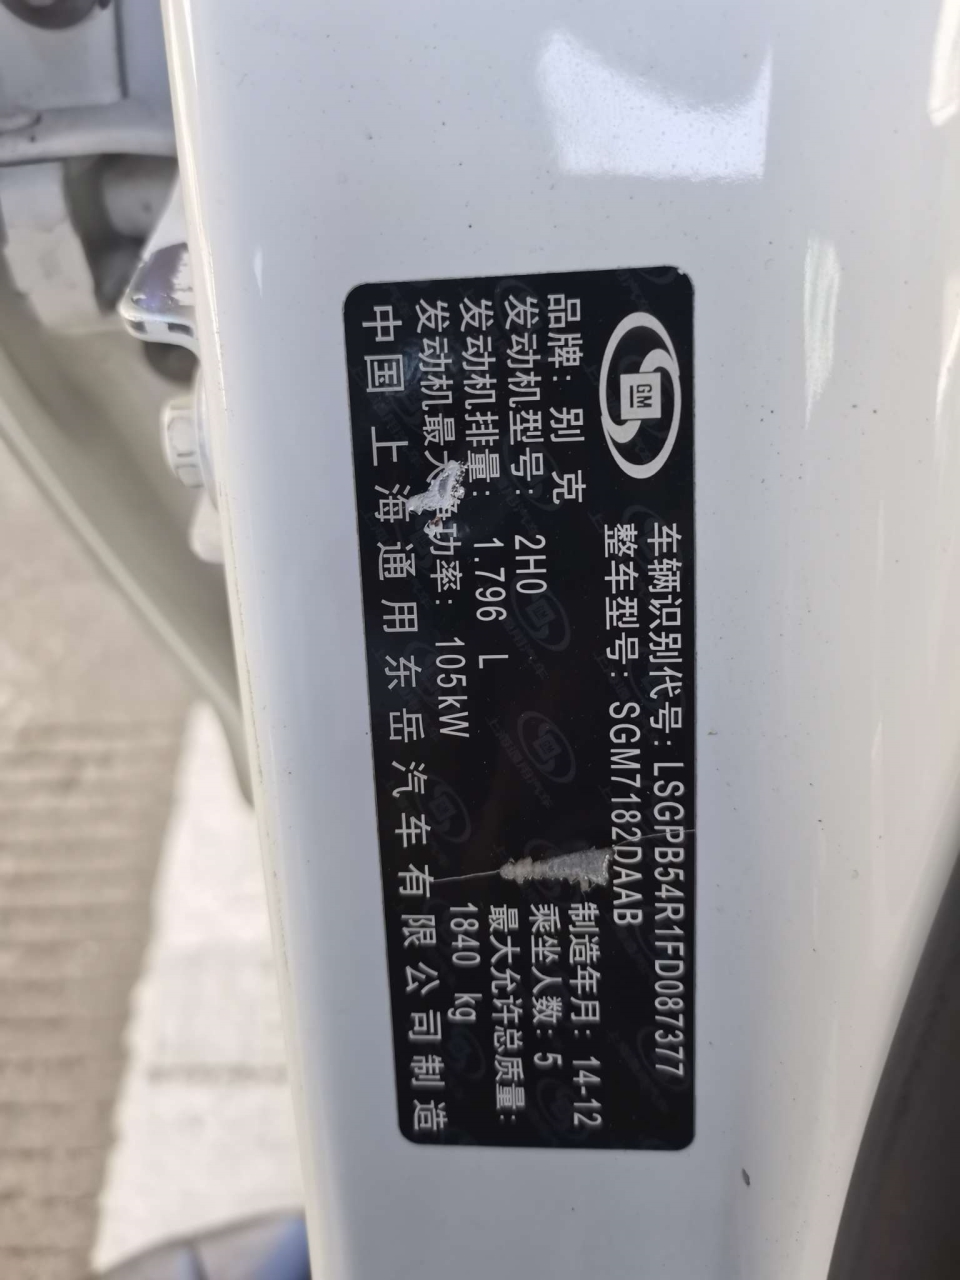 GM
车辆识别代号：LSGPB54R1FD087377
整车型号：SGM7182DAAB
品牌：别克
发动机型号：2H0
发动机排量：1.796 L
发动机最大净功率：105kW
制造年月：14-12
乘坐人数：5
最大允许总质量：
1840 kg
中国 上海通用东岳汽车有限公司制造